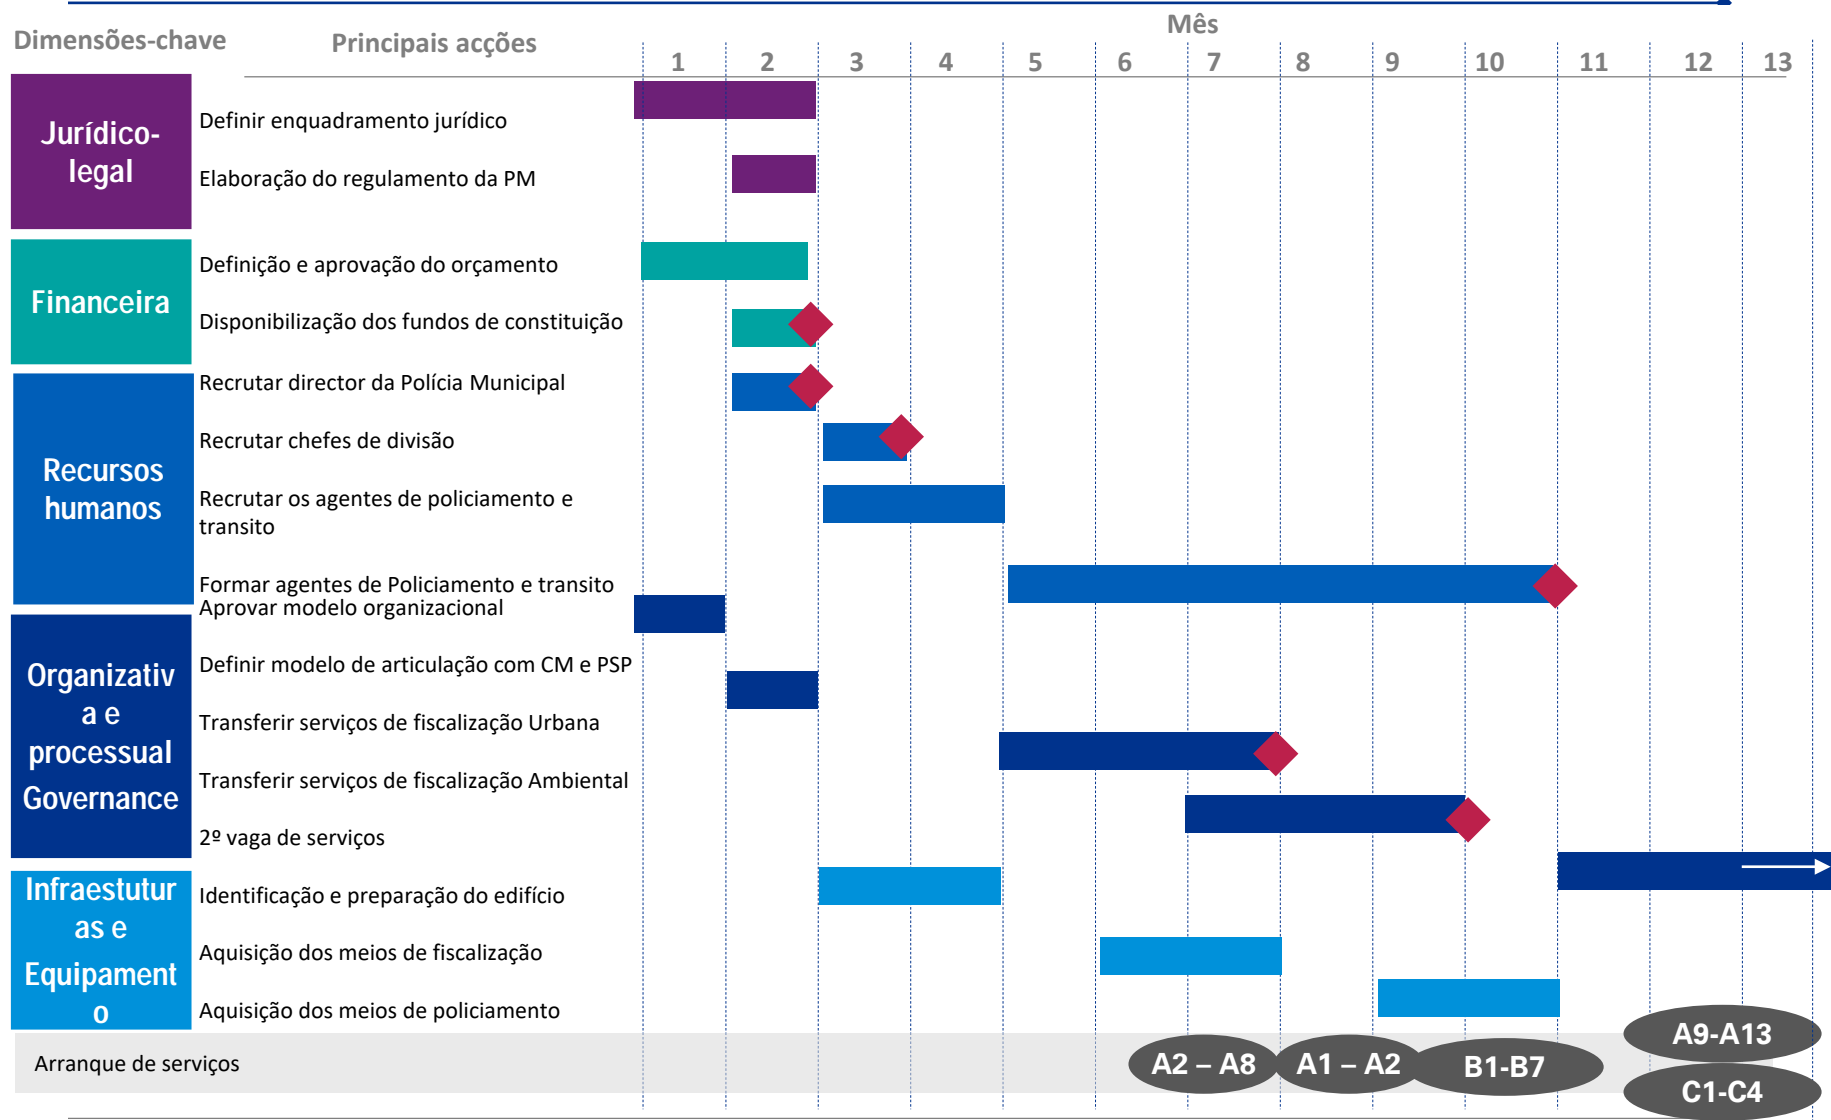 Mês
Dimensões-chave
Principais acções
1 2 3 4 5 6 7 8 9 10 11 12 13
Jurídico-
legal
Definir enquadramento jurídico
Elaboração do regulamento da PM
Financeira
Definição e aprovação do orçamento
Disponibilização dos fundos de constituição
Recursos
humanos
Recrutar director da Polícia Municipal
Recrutar chefes de divisão
Recrutar os agentes de policiamento e
transito
Formar agentes de Policiamento e transito
Organizativ
a e
processual
Governance
Aprovar modelo organizacional
Definir modelo de articulação com CM e PSP
Transferir serviços de fiscalização Urbana
Transferir serviços de fiscalização Ambiental
2º vaga de serviços
Infraestutur
as e
Equipament
o
Identificação e preparação do edifício
Aquisição dos meios de fiscalização
Aquisição dos meios de policiamento
Arranque de serviços
A2 – A8
A1 – A2
B1-B7
A9-A13
C1-C4